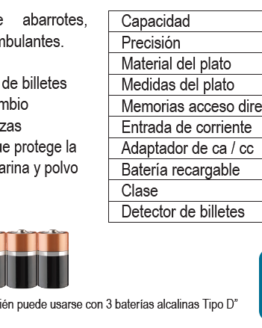 abarrotes,
mbulantes.
de billetes
mbio
zas
ue protege la
arina y polvo
Capacidad
Precisión
Material del plato
Medidas del plato
Memorias acceso dire
Entrada de corriente
Adaptador de ca / cc
Batería recargable
Clase
Detector de billetes
ién puede usarse con 3 baterías alcalinas Tipo D”